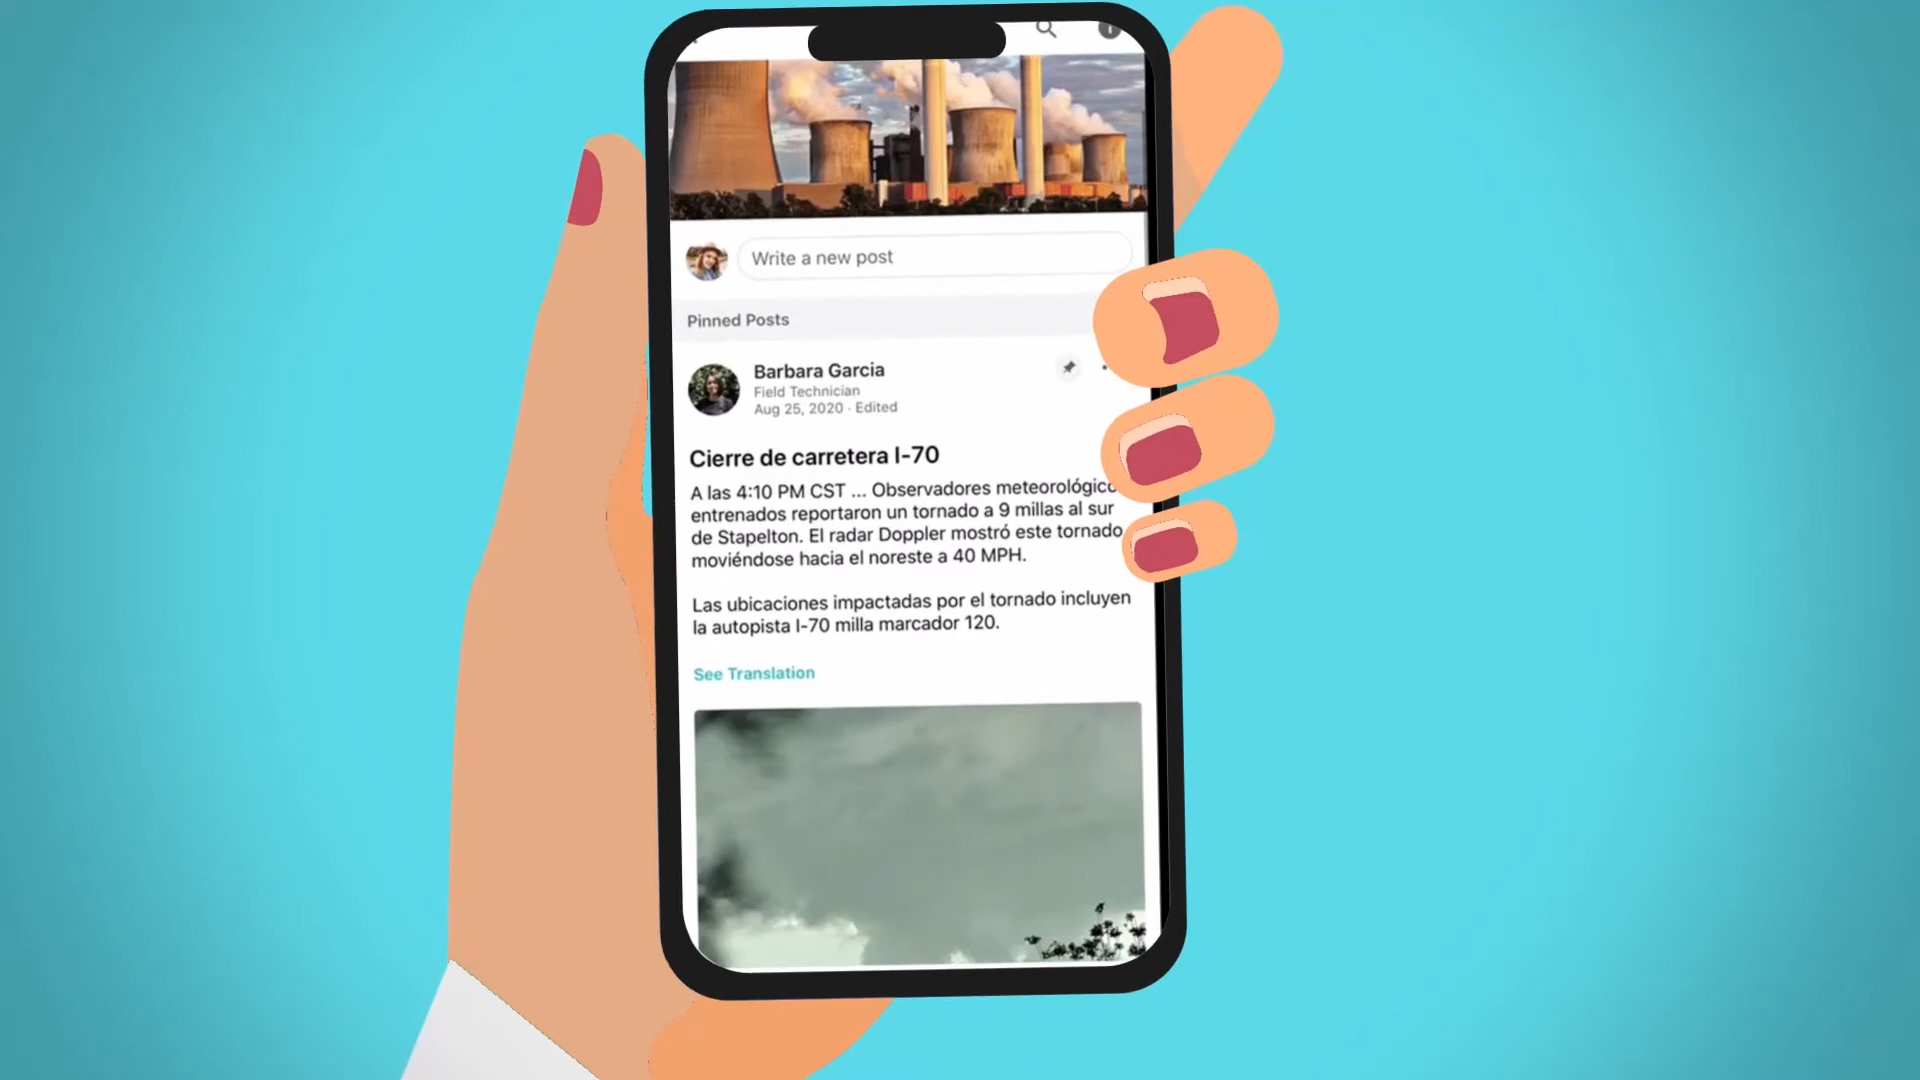 Write a new post
Pinned Posts
Barbara Garcia
Field Technician
Aug 25, 2020 · Edited
Cierre de carretera I-70
A las 4:10 PM CST ... Observadores
entrenados reportaron un tornado a 9 millas al sur
de Stapelton. El radar Doppler mostró este tornado
moviéndose hacia el noreste a 40 MPH.
Las ubicaciones impactadas por el tornado incluyen
la autopista I-70 milla marcador 120.
See Translation